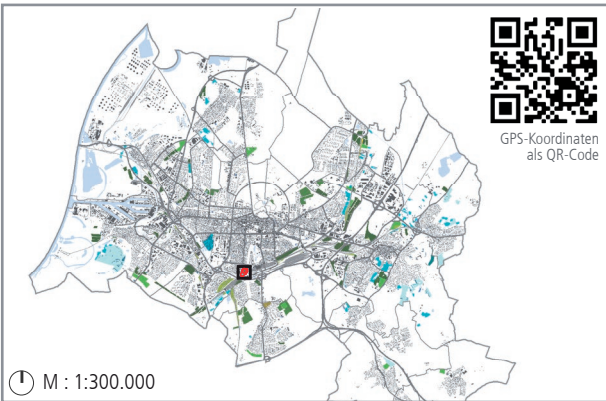 GPS-Koordinaten
als QR-Code
M : 1:300.000